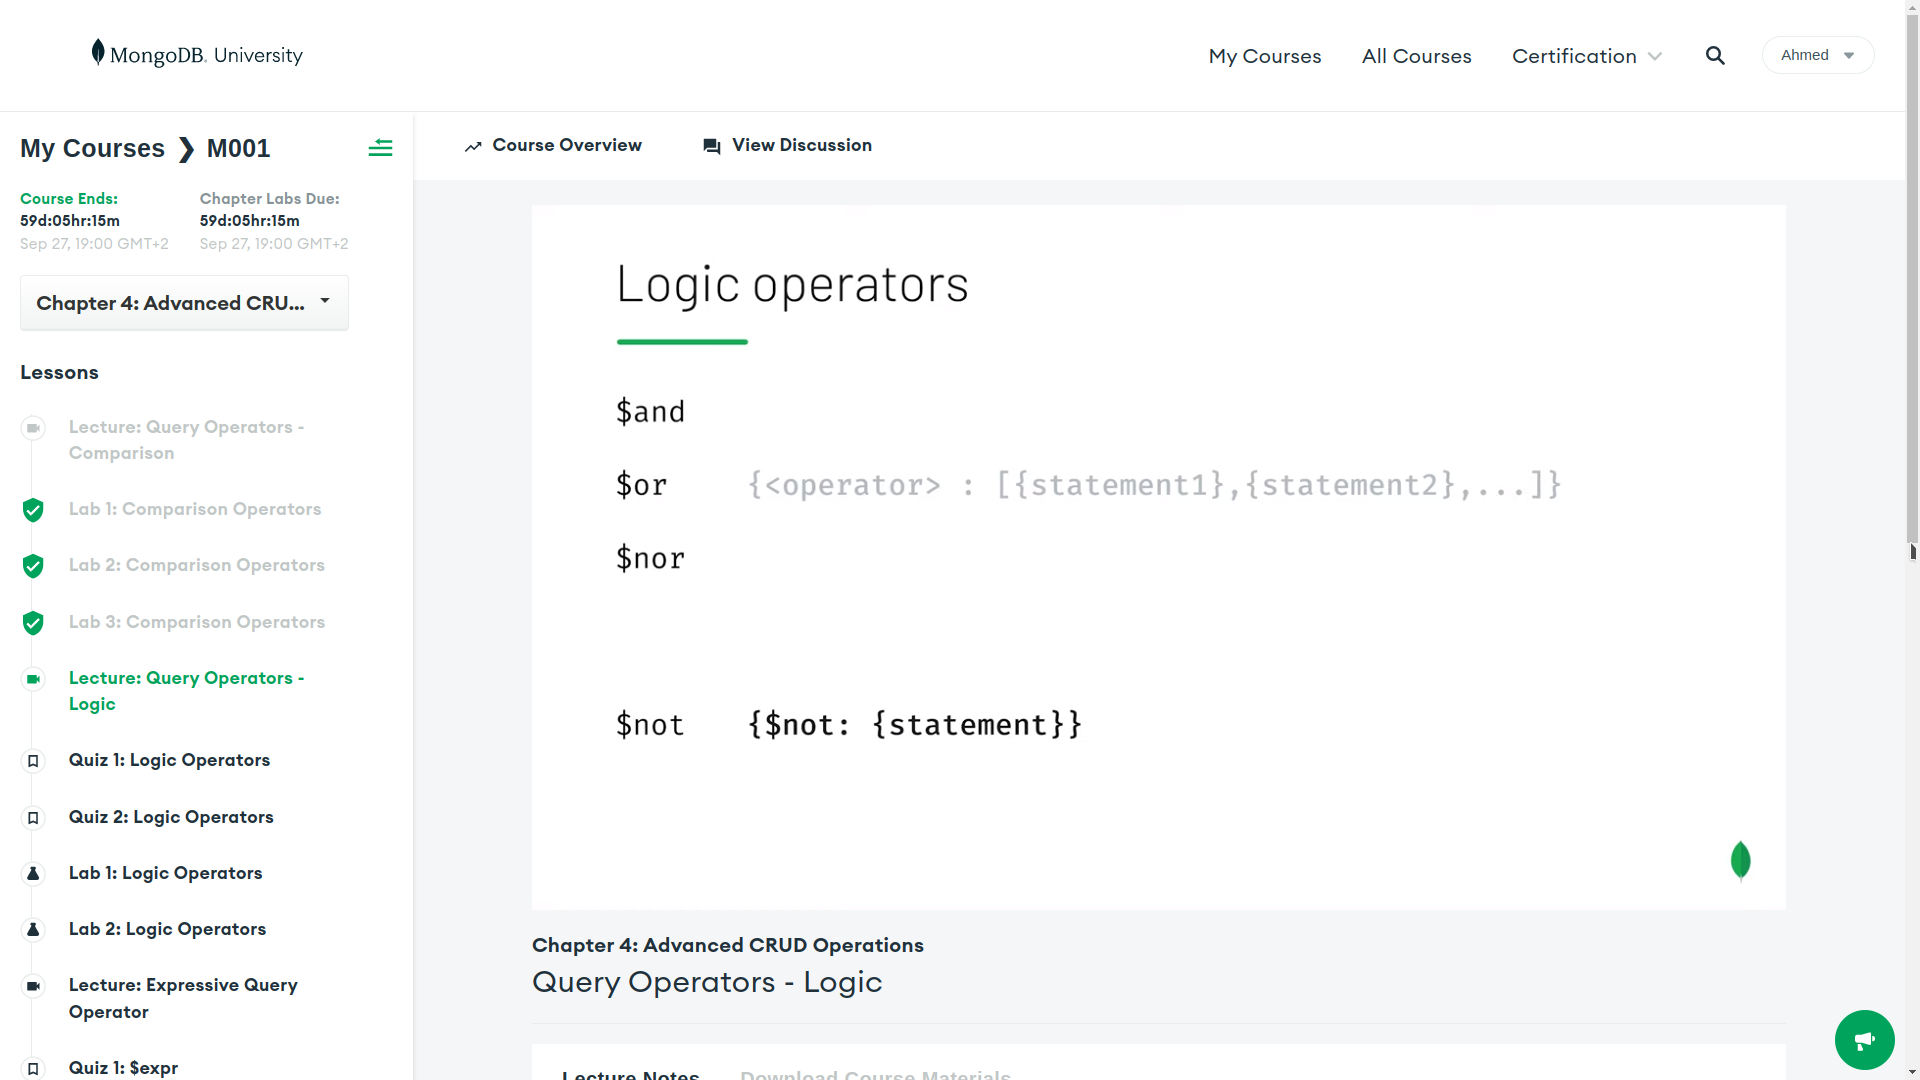 MongoDB. University
My Courses
All Courses
Certification
Ahmed
My Courses ❯ M001
Course Ends:
59d:05hr:15m
Sep 27, 19:00 GMT+2
Chapter Labs Due:
59d:05hr:15m
Sep 27, 19:00 GMT+2
Chapter 4: Advanced CRU...
Lessons
Lecture: Query Operators -
Comparison
Lab 1: Comparison Operators
Lab 2: Comparison Operators
Lab 3: Comparison Operators
Lecture: Query Operators -
Logic
Quiz 1: Logic Operators
Quiz 2: Logic Operators
Lab 1: Logic Operators
Lab 2: Logic Operators
Lecture: Expressive Query
Operator
Quiz 1: $expr
Course Overview
View Discussion
Logic operators
$and
$or {<operator> : [{statement1},{statement2},...]}
$nor
$not {$not: {statement}}
Chapter 4: Advanced CRUD Operations
Query Operators - Logic
Lecture Notes
Download Course Materials